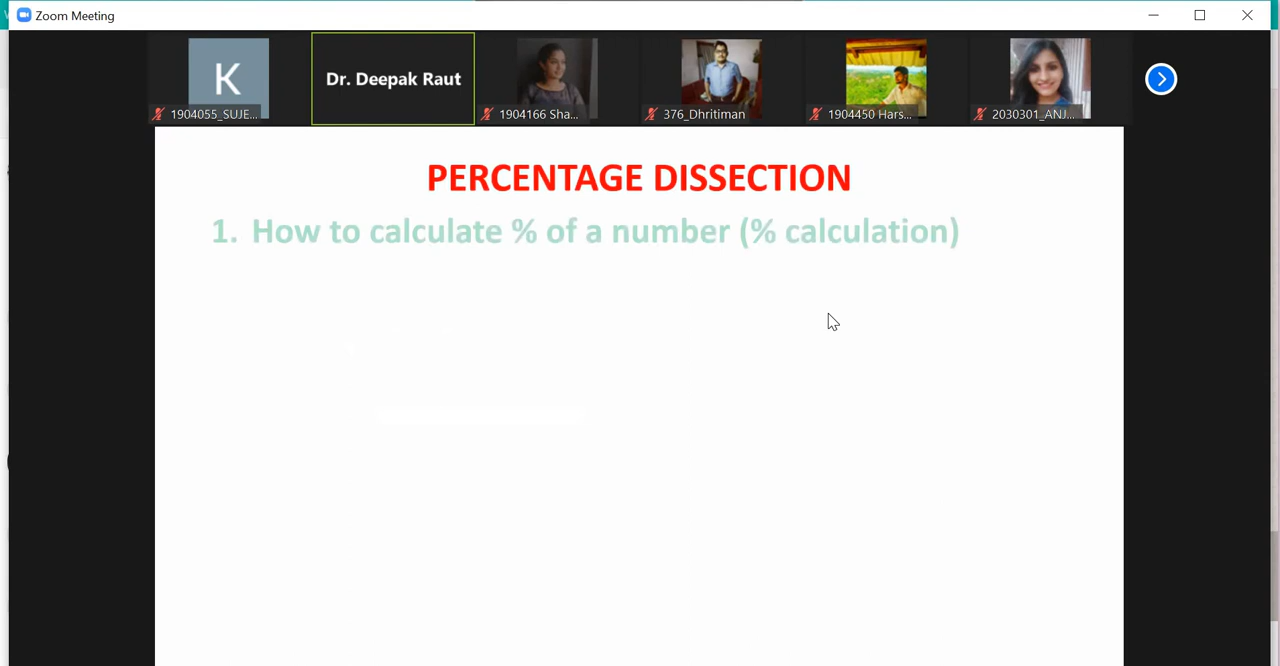 Zoom Meeting
K
Dr. Deepak Raut
1904055_SUJE...
1904166 Sha...
376_Dhritiman
1904450 Hars...
2030301_ANJ...
PERCENTAGE DISSECTION
1. How to calculate % of a number (% calculation)